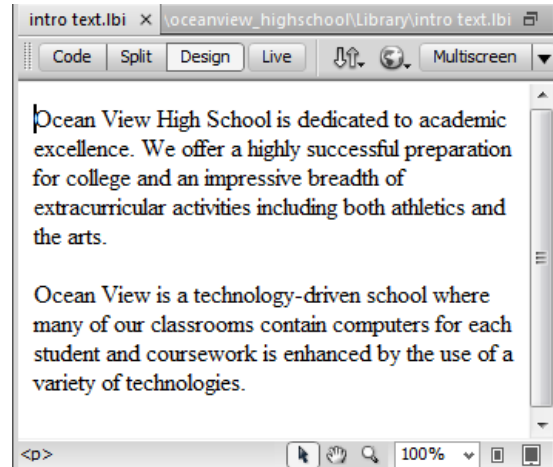 intro text.lbi × \oceanview_highschool\Library\intro text.lbi
Code Split Design Live Multiscreen
Ocean View High School is dedicated to academic
excellence. We offer a highly successful preparation
for college and an impressive breadth of
extracurricular activities including both athletics and
the arts.
Ocean View is a technology-driven school where
many of our classrooms contain computers for each
student and coursework is enhanced by the use of a
variety of technologies.
<p> 100%